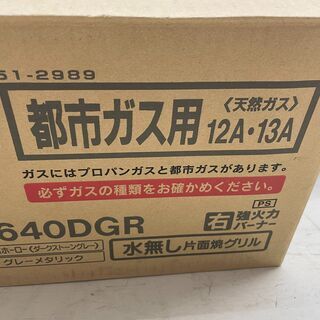 51-2989
都市ガス用
〈天然ガス〉
12A・13A
ガスにはプロパンガスと都市ガスがあります。
必ずガスの種類をお確かめください。
640DGR
PS
右 強火力バーナー
ホーロー〈ダークストーングレー〉
グレーメタリック
水無し片面焼グリル